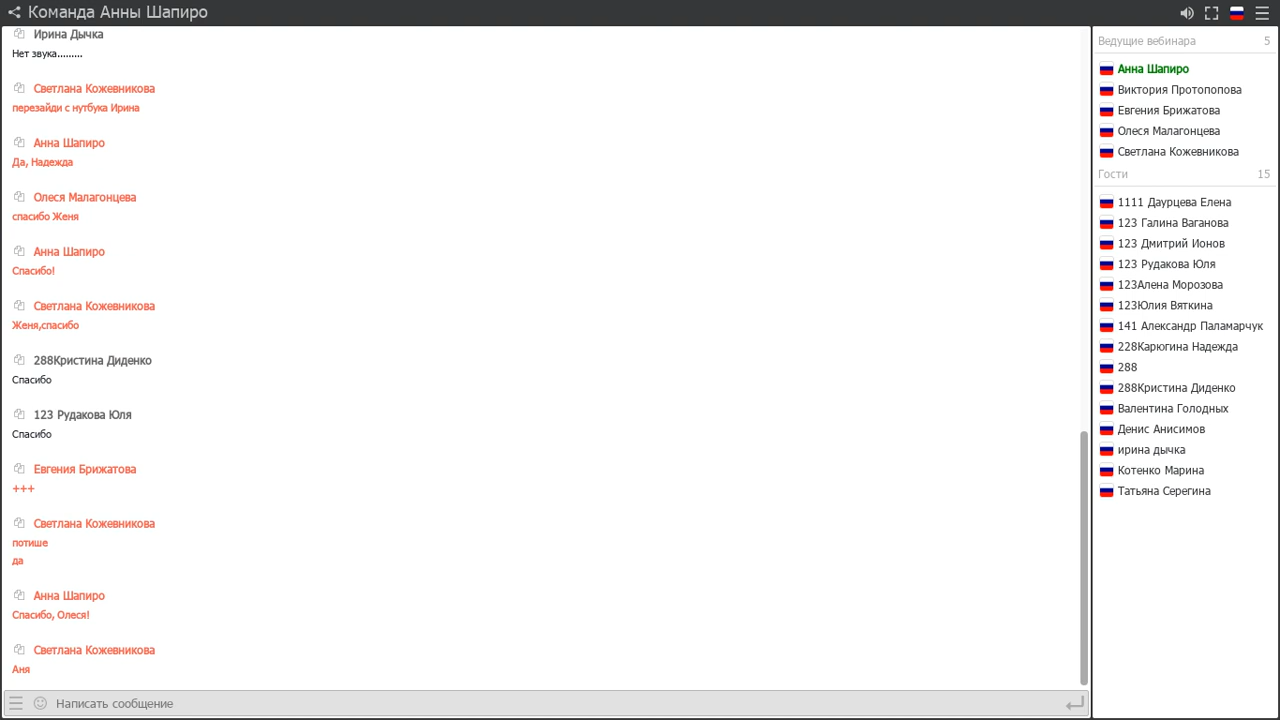 Команда Анны Шапиро
Ирина Дычка
Нет звука.........
Светлана Кожевникова
перезайди с нутбука Ирина
Анна Шапиро
Да, Надежда
Олеся Малагонцева
спасибо Женя
Анна Шапиро
Спасибо!
Светлана Кожевникова
Женя,спасибо
288Кристина Диденко
Спасибо
123 Рудакова Юля
Спасибо
Евгения Брижатова
+++
Светлана Кожевникова
потише
да
Анна Шапиро
Спасибо, Олеся!
Светлана Кожевникова
Аня
Написать сообщение
Ведущие вебинара 5
Анна Шапиро
Виктория Протопопова
Евгения Брижатова
Олеся Малагонцева
Светлана Кожевникова
Гости 15
1111 Даурцева Елена
123 Галина Ваганова
123 Дмитрий Ионов
123 Рудакова Юля
123Алена Морозова
123Юлия Вяткина
141 Александр Паламарчук
228Карюгина Надежда
288
288Кристина Диденко
Валентина Голодных
Денис Анисимов
ирина дычка
Котенко Марина
Татьяна Серегина